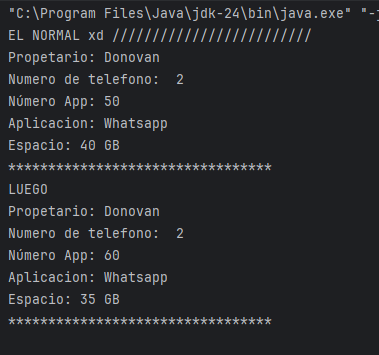 "C:\Program Files\Java\jdk-24\bin\java.exe" "-j
EL NORMAL xd /////////////////////////
Propetario: Donovan
Numero de telefono:  2
Número App: 50
Aplicacion: Whatsapp
Espacio: 40 GB
*********************************
LUEGO
Propetario: Donovan
Numero de telefono:  2
Número App: 60
Aplicacion: Whatsapp
Espacio: 35 GB
*********************************